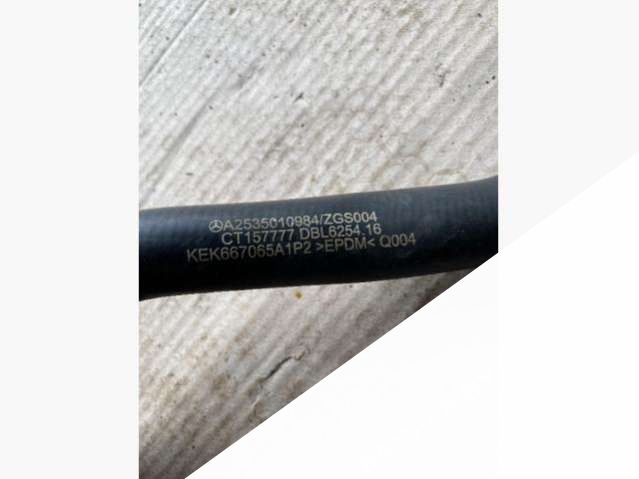 A2535010984/ZGS004
CT157777 DBL6254.16
KEK667065A1P2 >EPDM< Q004